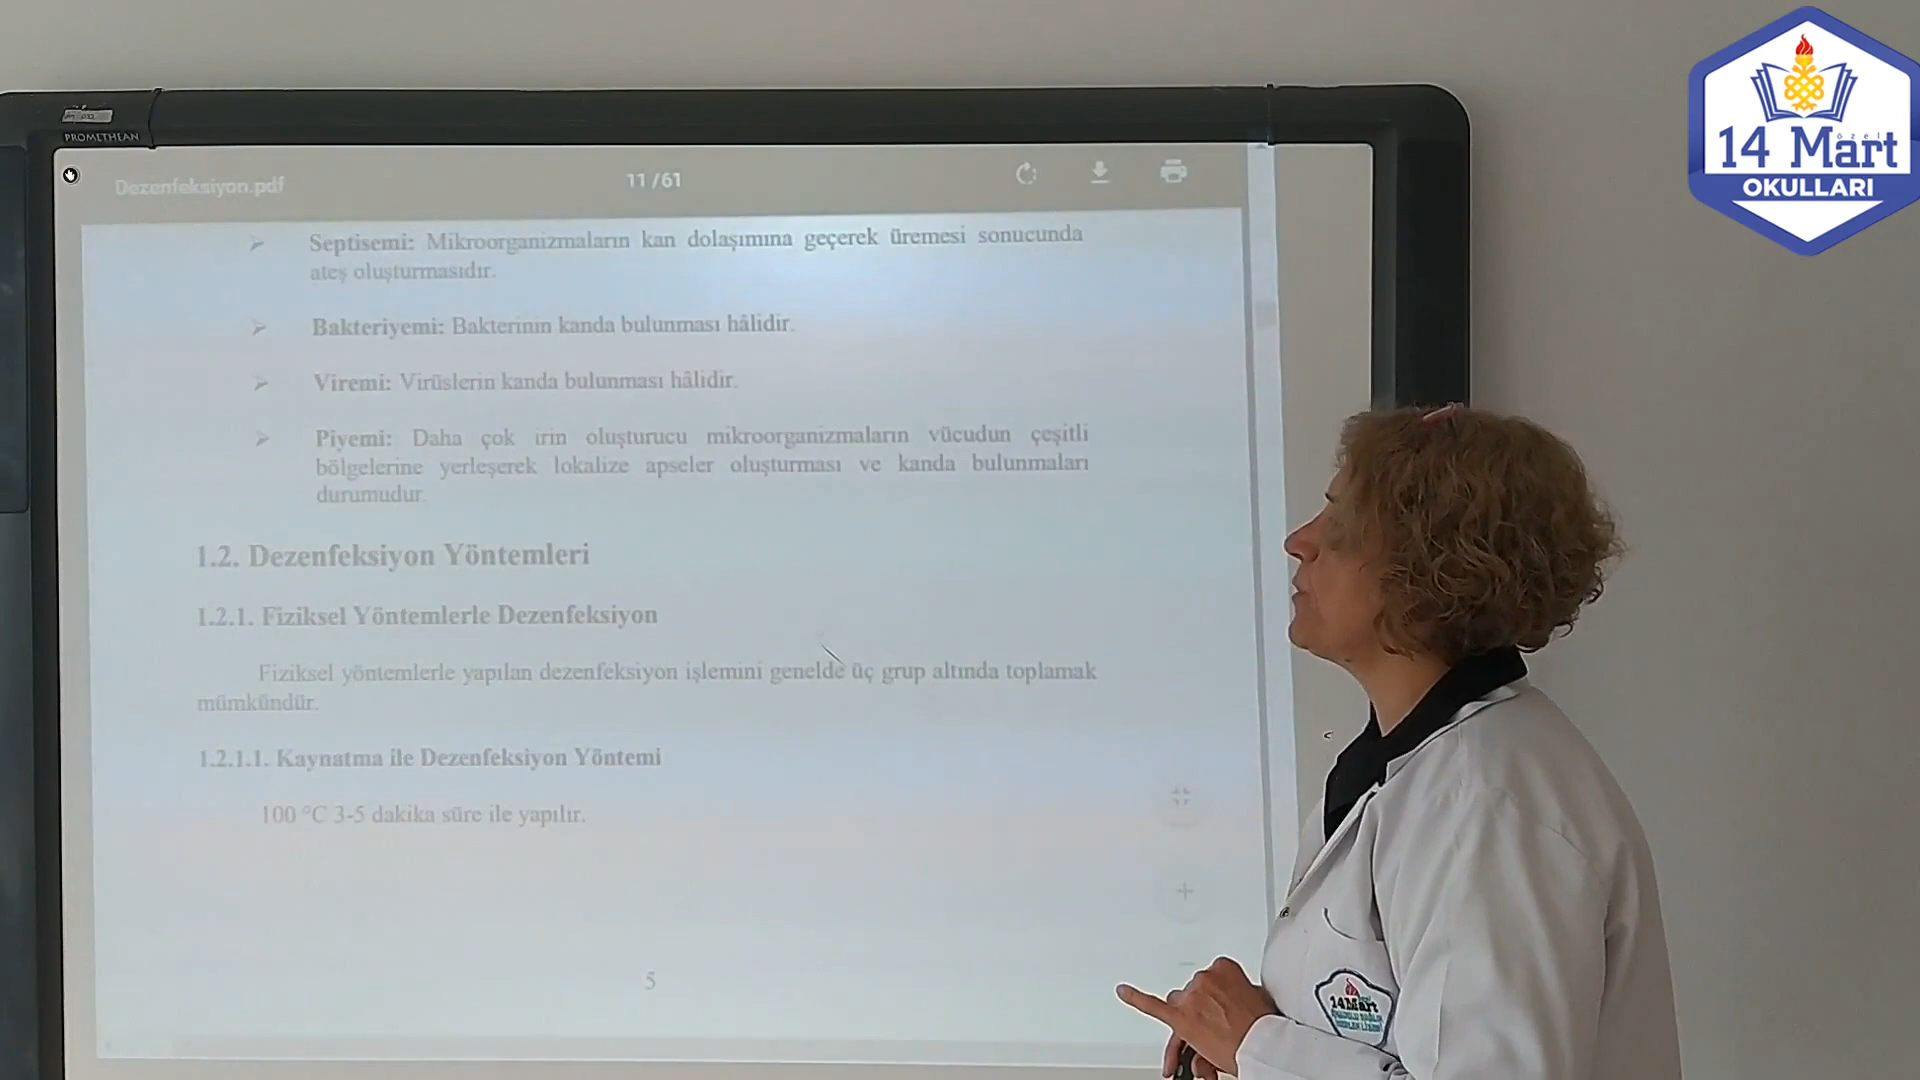 PROMETHEAN
Dezenfeksiyon.pdf
11 /61
Septisemi: Mikroorganizmaların kan dolaşımına geçerek üremesi sonucunda
ateş oluşturmasıdır.
Bakteriyemi: Bakterinin kanda bulunması hâlidir.
Viremi: Virüslerin kanda bulunması hâlidir.
Piyemi: Daha çok irin oluşturucu mikroorganizmaların vücudun çeşitli
bölgelerine yerleşerek lokalize apseler oluşturması ve kanda bulunmaları
durumudur.
1.2. Dezenfeksiyon Yöntemleri
1.2.1. Fiziksel Yöntemlerle Dezenfeksiyon
Fiziksel yöntemlerle yapılan dezenfeksiyon işlemini genelde üç grup altında toplamak
mümkündür.
1.2.1.1. Kaynatma ile Dezenfeksiyon Yöntemi
100 °C 3-5 dakika süre ile yapılır.
5
özel
14 Mart
OKULLARI
14 Mart